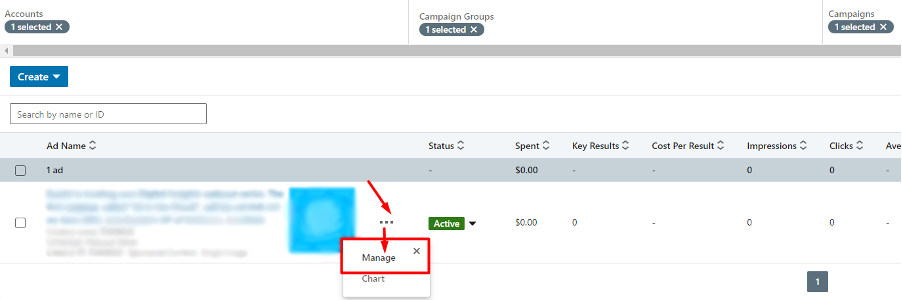 Accounts
1 selected ×
Campaign Groups
1 selected ×
Campaigns
1 selected ×
Create
Search by name or ID
Ad Name Status Spent Key Results Cost Per Result Impressions Clicks Ave
1 ad - $0.00 - - 0 0 -
Active $0.00 0 - 0 0 -
Manage
Chart
1